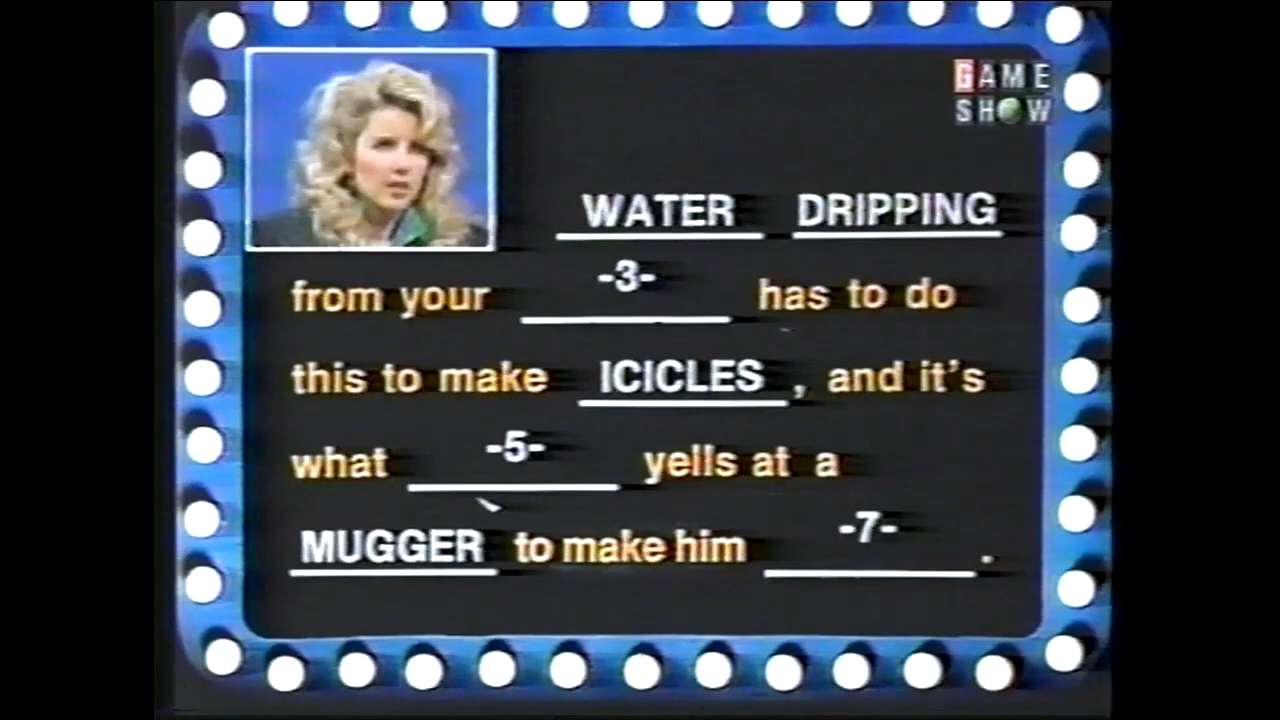 GAME
SHOW
WATER DRIPPING
from your -3- has to do
this to make ICICLES, and it's
what -5- yells at a
MUGGER to make him -7-.